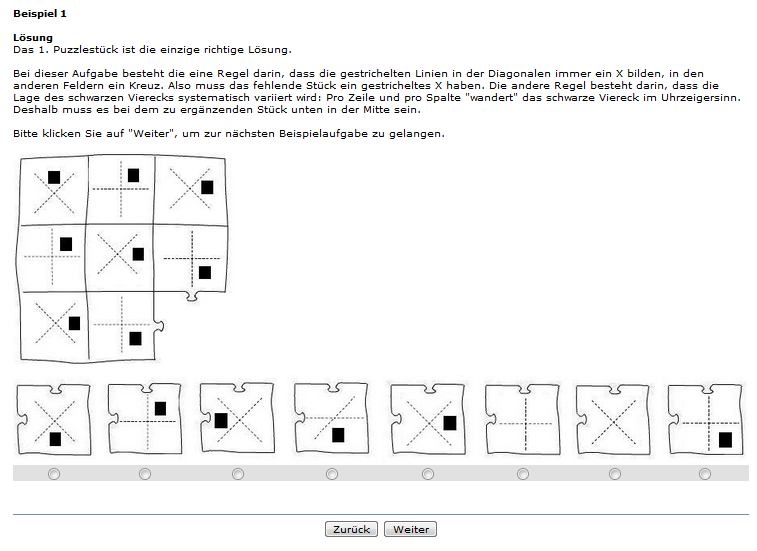 Beispiel 1
Lösung
Das 1. Puzzlestück ist die einzige richtige Lösung.
Bei dieser Aufgabe besteht die eine Regel darin, dass die gestrichelten Linien in der Diagonalen immer ein X bilden, in den
anderen Feldern ein Kreuz. Also muss das fehlende Stück ein gestricheltes X haben. Die andere Regel besteht darin, dass die
Lage des schwarzen Vierecks systematisch variiert wird: Pro Zeile und pro Spalte "wandert" das schwarze Viereck im Uhrzeigersinn.
Deshalb muss es bei dem zu ergänzenden Stück unten in der Mitte sein.
Bitte klicken Sie auf "Weiter", um zur nächsten Beispielaufgabe zu gelangen.
Zurück Weiter